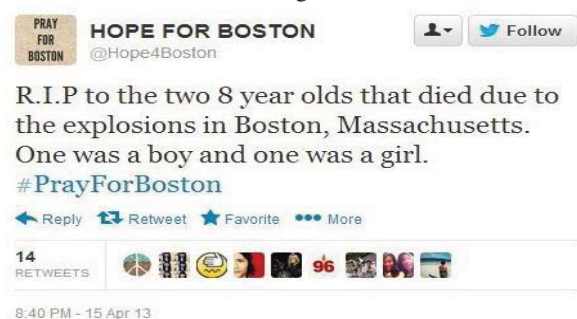 PRAY
FOR
BOSTON
HOPE FOR BOSTON
@Hope4Boston
Follow
R.I.P to the two 8 year olds that died due to
the explosions in Boston, Massachusetts.
One was a boy and one was a girl.
#PrayForBoston
Reply Retweet Favorite More
14
RETWEETS
96
8:40 PM - 15 Apr 13